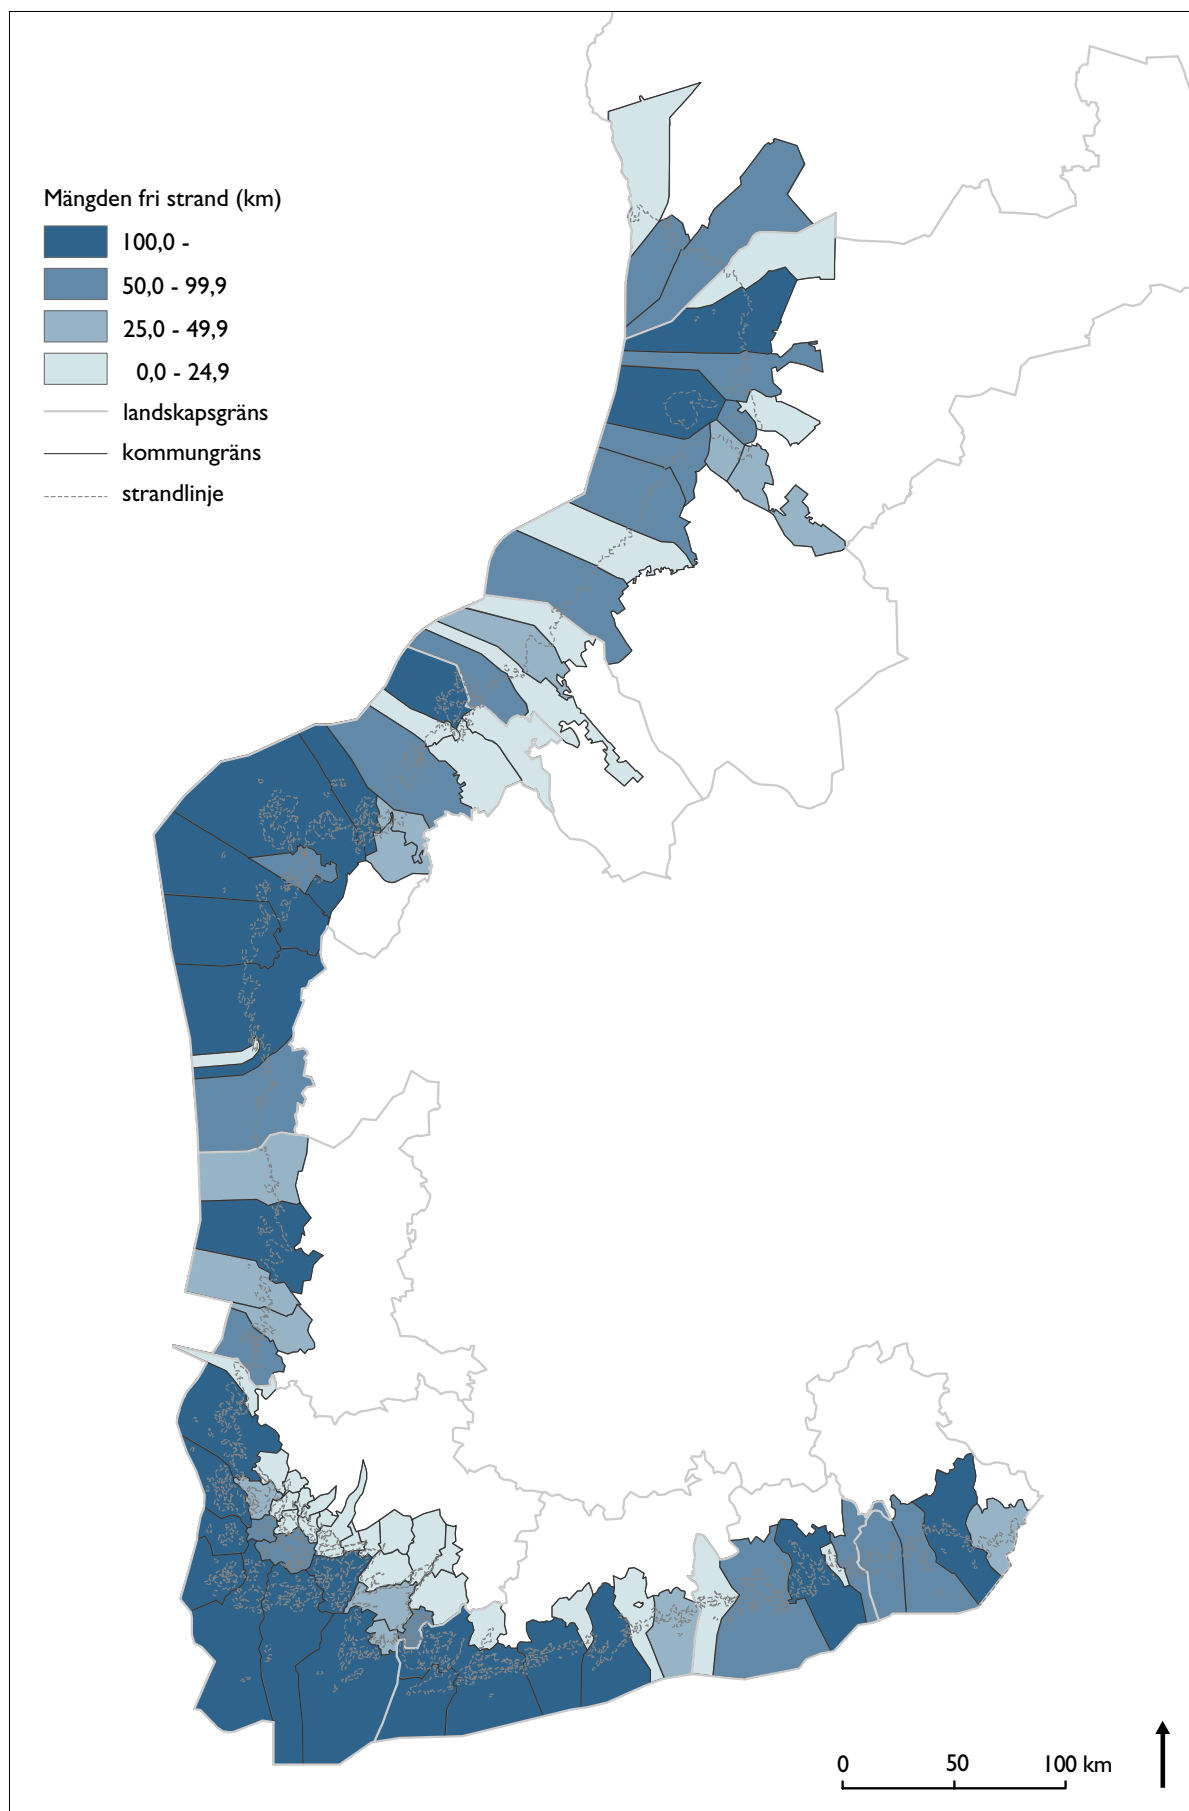 Mängden fri strand (km)
100,0 -
50,0 - 99,9
25,0 - 49,9
0,0 - 24,9
landskapsgräns
kommungräns
strandlinje
0 50 100 km